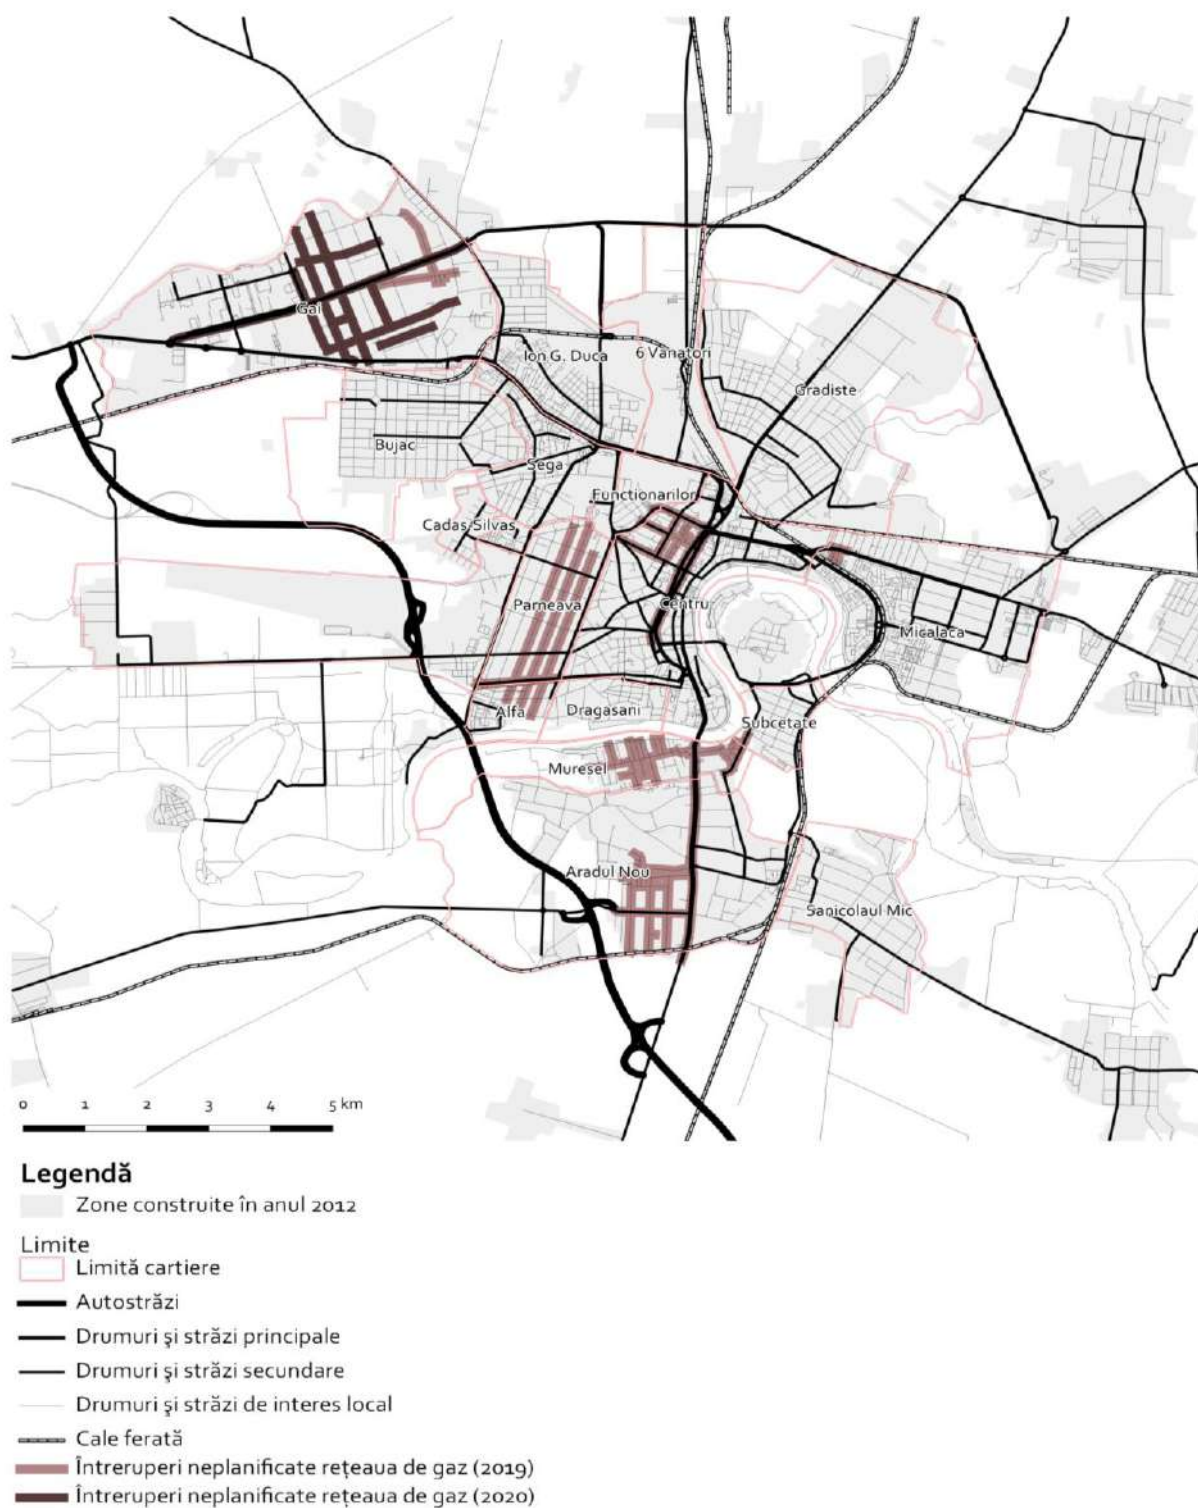 Gai
Ion G. Duca
6 Vanatori
Gradiste
Bujac
Sega
Functionarilor
Cadas Silvas
Parneava
Centru
Micalaca
Alfa
Dragasani
Subcetate
Muresel
Aradul Nou
Sanicolaul Mic
0 1 2 3 4 5 km
Legendă
Zone construite în anul 2012
Limite
Limită cartiere
Autostrăzi
Drumuri şi străzi principale
Drumuri şi străzi secundare
Drumuri şi străzi de interes local
Cale ferată
Întreruperi neplanificate rețeaua de gaz (2019)
Întreruperi neplanificate rețeaua de gaz (2020)